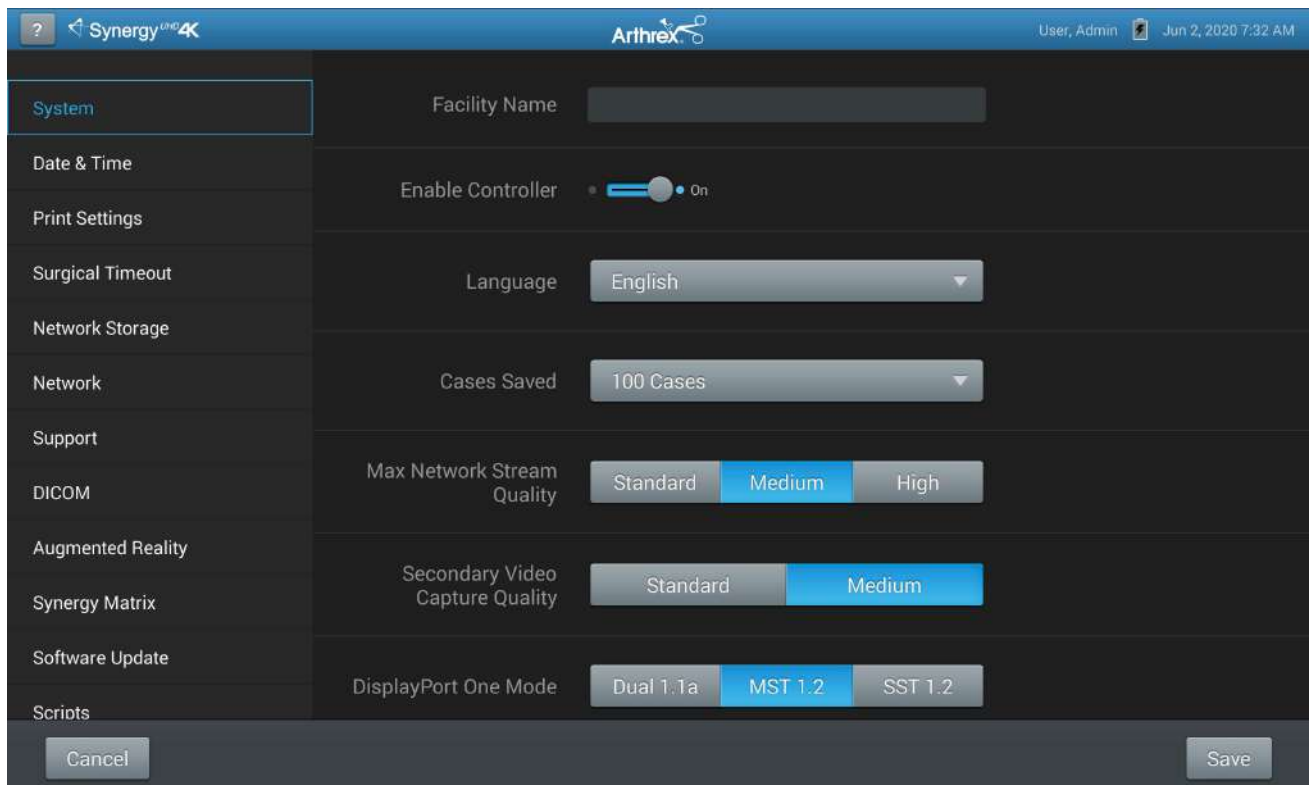 ?
Synergy UHD4K
Arthrex
User, Admin
Jun 2, 2020 7:32 AM
System
Date & Time
Print Settings
Surgical Timeout
Network Storage
Network
Support
DICOM
Augmented Reality
Synergy Matrix
Software Update
Scripts
Facility Name
Enable Controller
On
Language
English
Cases Saved
100 Cases
Max Network Stream
Quality
Standard
Medium
High
Secondary Video
Capture Quality
Standard
Medium
DisplayPort One Mode
Dual 1.1a
MST 1.2
SST 1.2
Cancel
Save